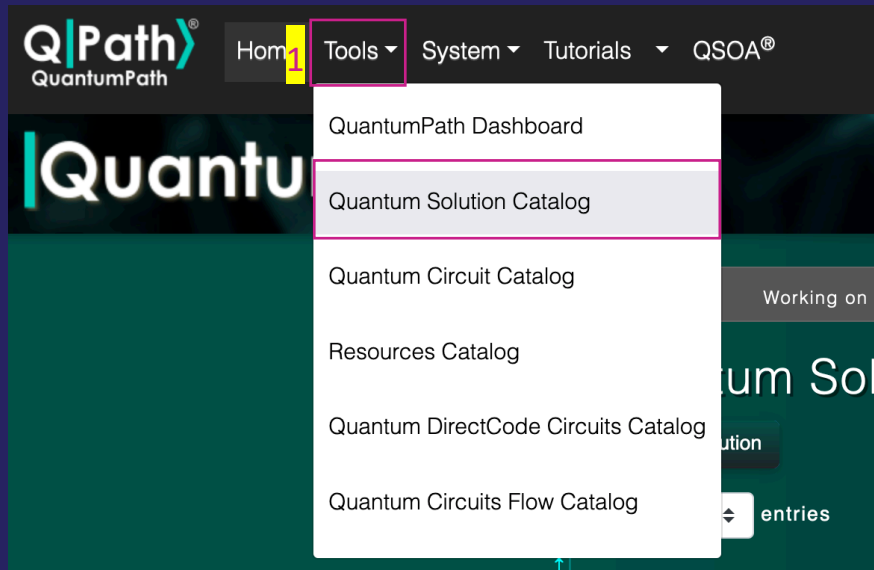 Q|Path⟩®
QuantumPath
Hom
1
Tools
System
Tutorials
QSOA®
QuantumPath Dashboard
|Quantu
Quantum Solution Catalog
Quantum Circuit Catalog
Working on
Resources Catalog
tum Sol
Quantum DirectCode Circuits Catalog
ution
Quantum Circuits Flow Catalog
entries